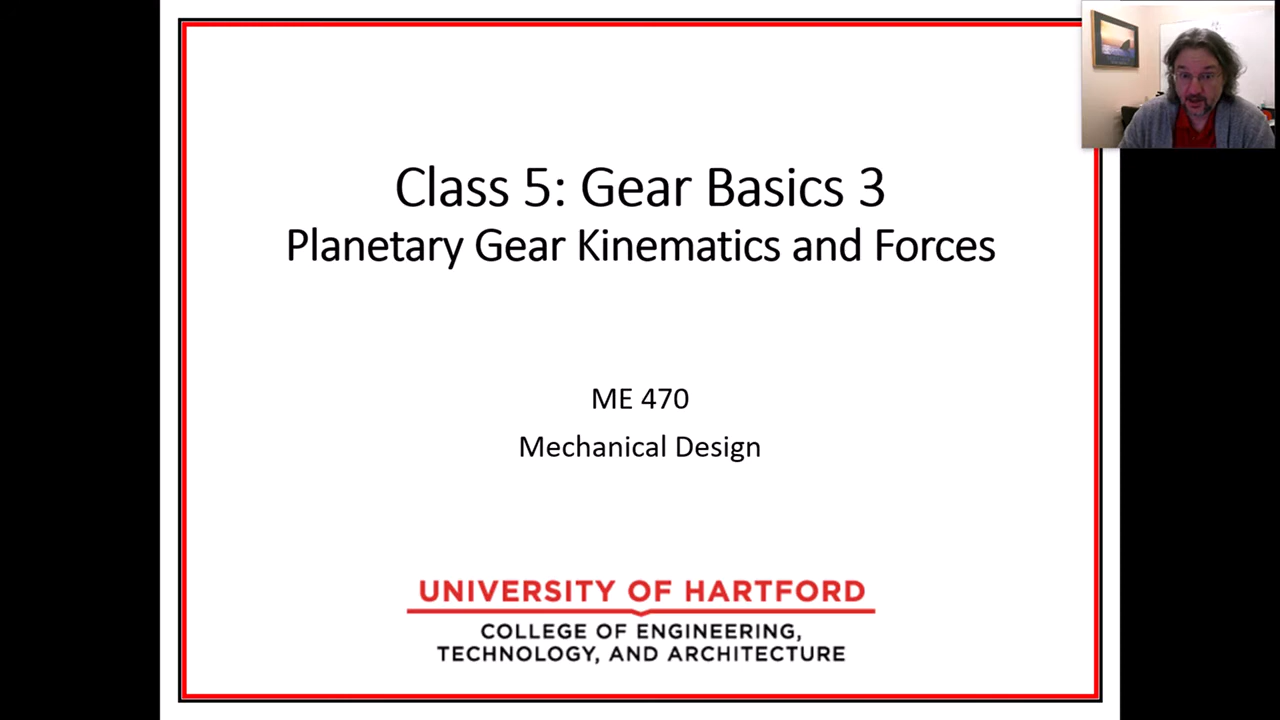 Class 5: Gear Basics 3
Planetary Gear Kinematics and Forces
ME 470
Mechanical Design
UNIVERSITY OF HARTFORD
COLLEGE OF ENGINEERING,
TECHNOLOGY, AND ARCHITECTURE